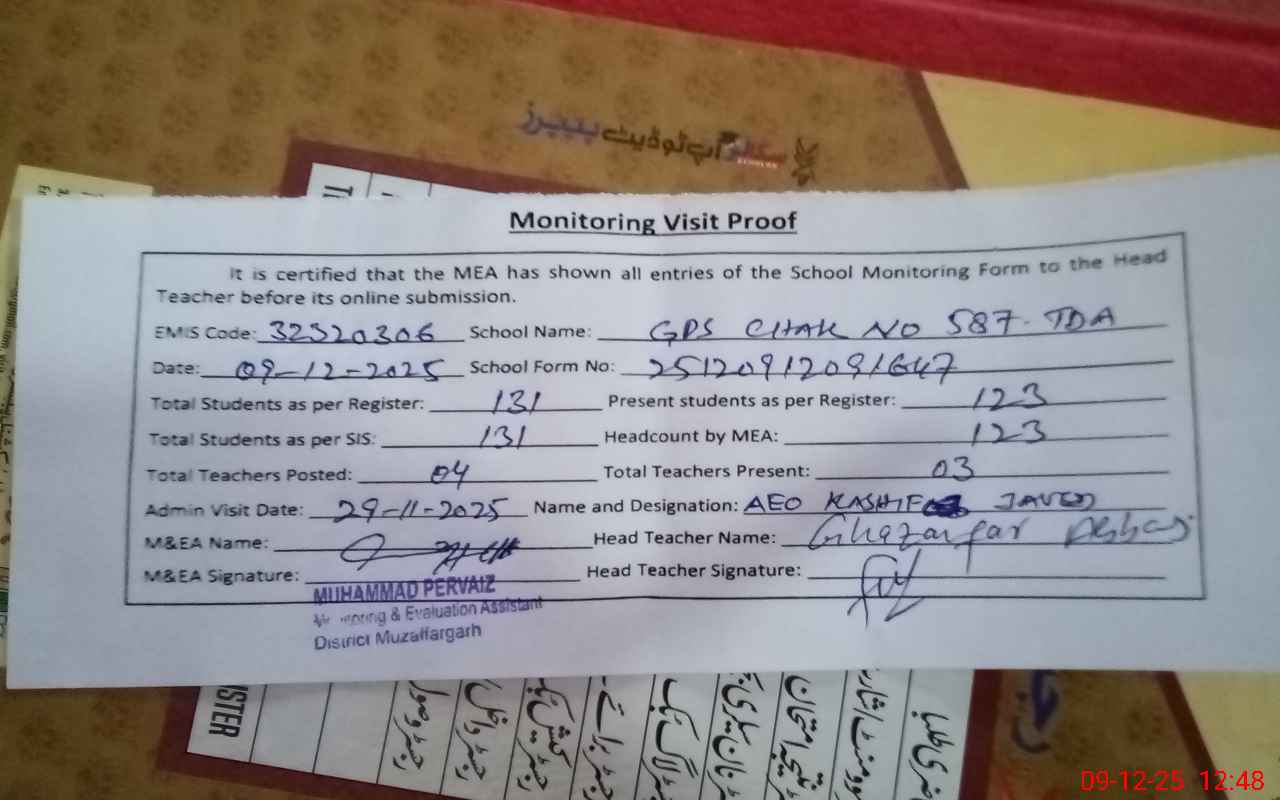 سکالر اپ ٹو ڈیٹ پیپرز
Monitoring Visit Proof
It is certified that the MEA has shown all entries of the School Monitoring Form to the Head
Teacher before its online submission.
EMIS Code: 32320306 School Name: GPS CHAK NO 587-TDA
Date: 09-12-2025 School Form No: 25120912091647
Total Students as per Register: 131 Present students as per Register: 123
Total Students as per SIS: 131 Headcount by MEA: 123
Total Teachers Posted: 04 Total Teachers Present: 03
Admin Visit Date: 29-11-2025 Name and Designation: AEO KASHIF JAVED
M&EA Name: Head Teacher Name: Ghazanfar Abbas
M&EA Signature: Head Teacher Signature:
MUHAMMAD PERVAIZ
Monitoring & Evaluation Assistant
District Muzaffargarh
09-12-25 12:48